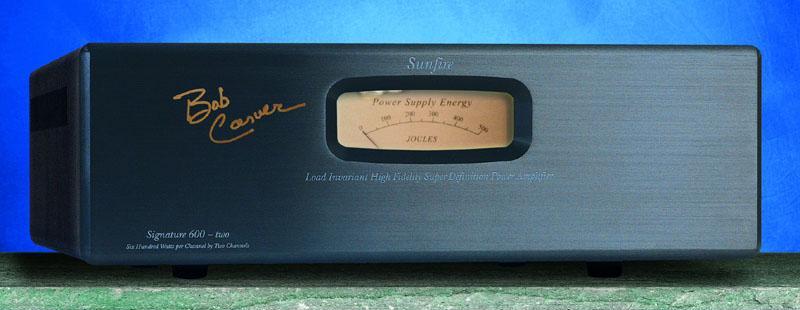 Sunfire
Bob
Carver
Power Supply Energy
0 100 200 300 400 500
JOULES
Load Invariant High Fidelity Super Definition Power Amplifier
Signature 600 – two
Six Hundred Watts per Channel by Two Channels